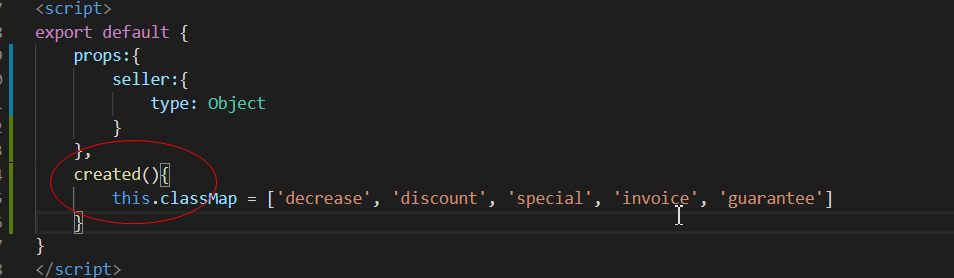 <script>
export default {
props:{
seller:{
type: Object
}
},
created(){
this.classMap = ['decrease', 'discount', 'special', 'invoice', 'guarantee']
}
}
</script>